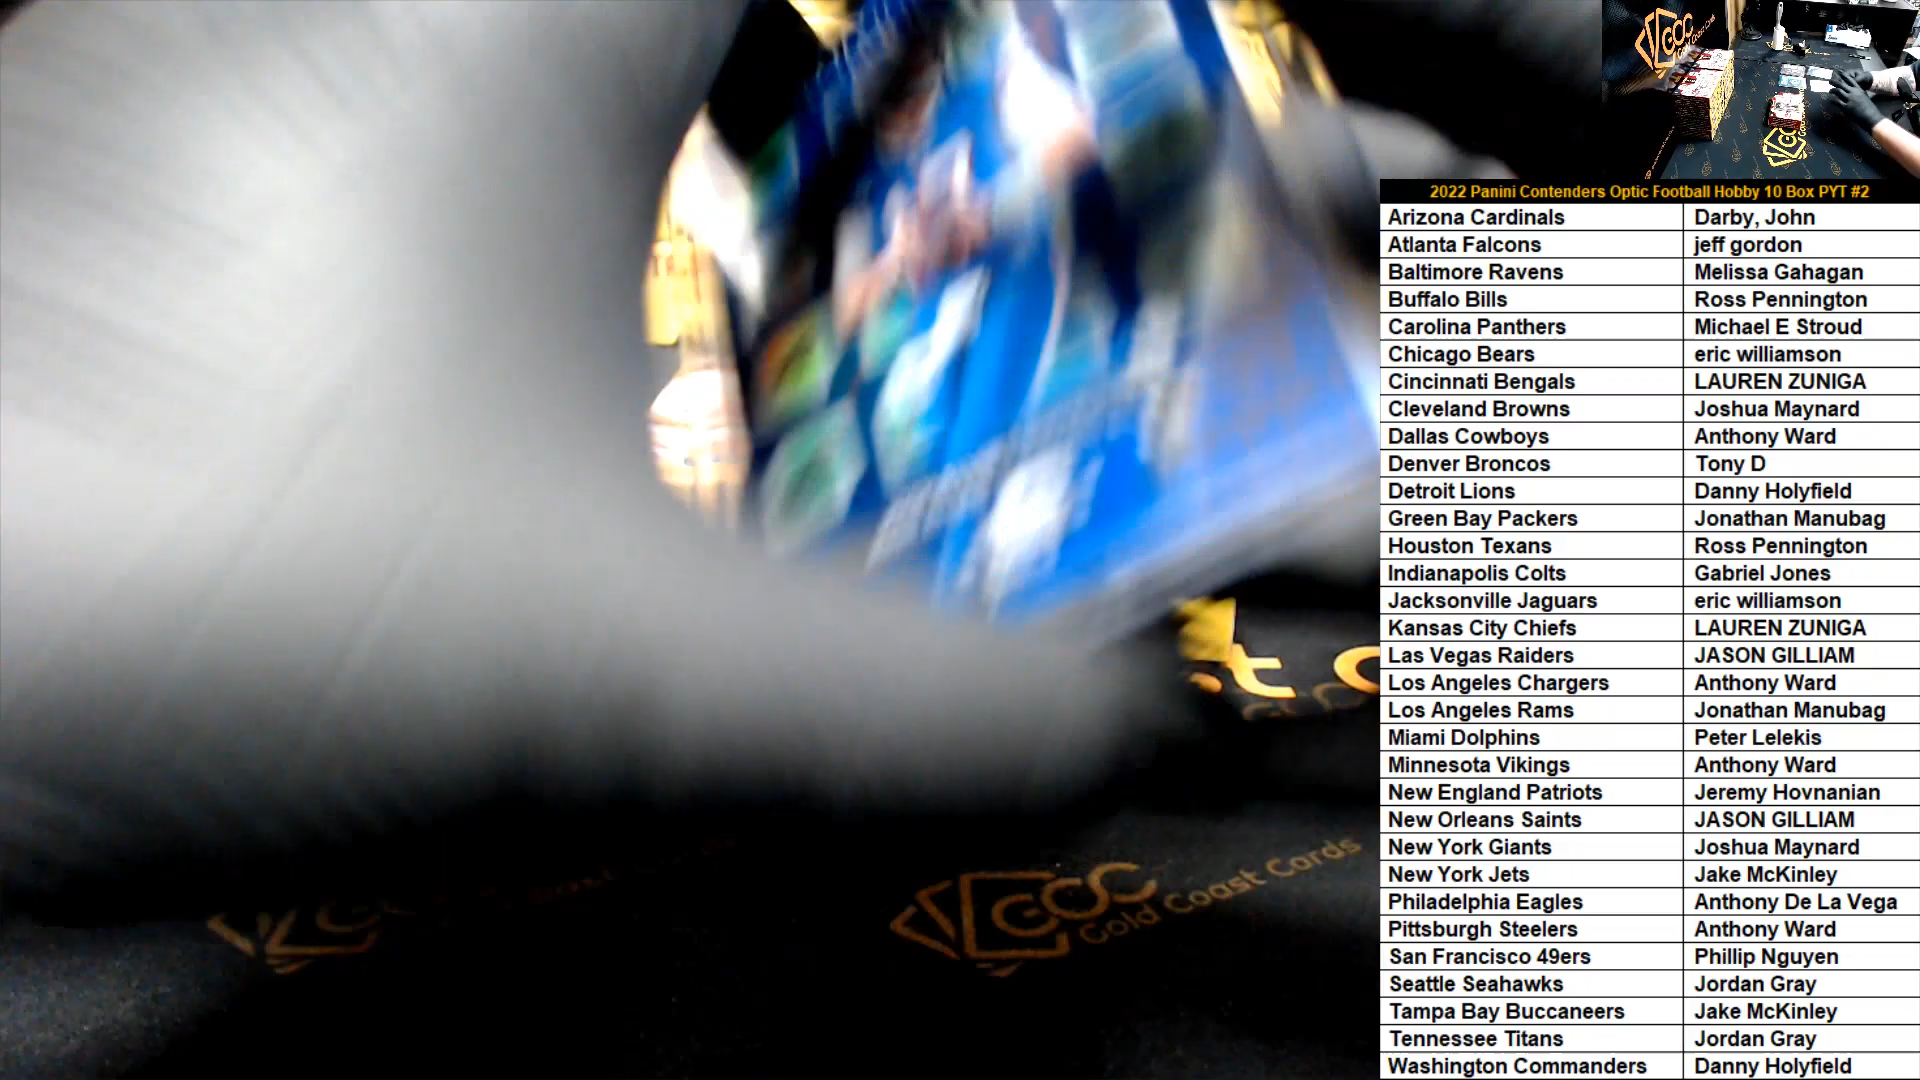 2022 Panini Contenders Optic Football Hobby 10 Box PYT #2
Arizona Cardinals Darby, John
Atlanta Falcons jeff gordon
Baltimore Ravens Melissa Gahagan
Buffalo Bills Ross Pennington
Carolina Panthers Michael E Stroud
Chicago Bears eric williamson
Cincinnati Bengals LAUREN ZUNIGA
Cleveland Browns Joshua Maynard
Dallas Cowboys Anthony Ward
Denver Broncos Tony D
Detroit Lions Danny Holyfield
Green Bay Packers Jonathan Manubag
Houston Texans Ross Pennington
Indianapolis Colts Gabriel Jones
Jacksonville Jaguars eric williamson
Kansas City Chiefs LAUREN ZUNIGA
Las Vegas Raiders JASON GILLIAM
Los Angeles Chargers Anthony Ward
Los Angeles Rams Jonathan Manubag
Miami Dolphins Peter Lelekis
Minnesota Vikings Anthony Ward
New England Patriots Jeremy Hovnanian
New Orleans Saints JASON GILLIAM
New York Giants Joshua Maynard
New York Jets Jake McKinley
Philadelphia Eagles Anthony De La Vega
Pittsburgh Steelers Anthony Ward
San Francisco 49ers Phillip Nguyen
Seattle Seahawks Jordan Gray
Tampa Bay Buccaneers Jake McKinley
Tennessee Titans Jordan Gray
Washington Commanders Danny Holyfield
GCC
Gold Coast Cards